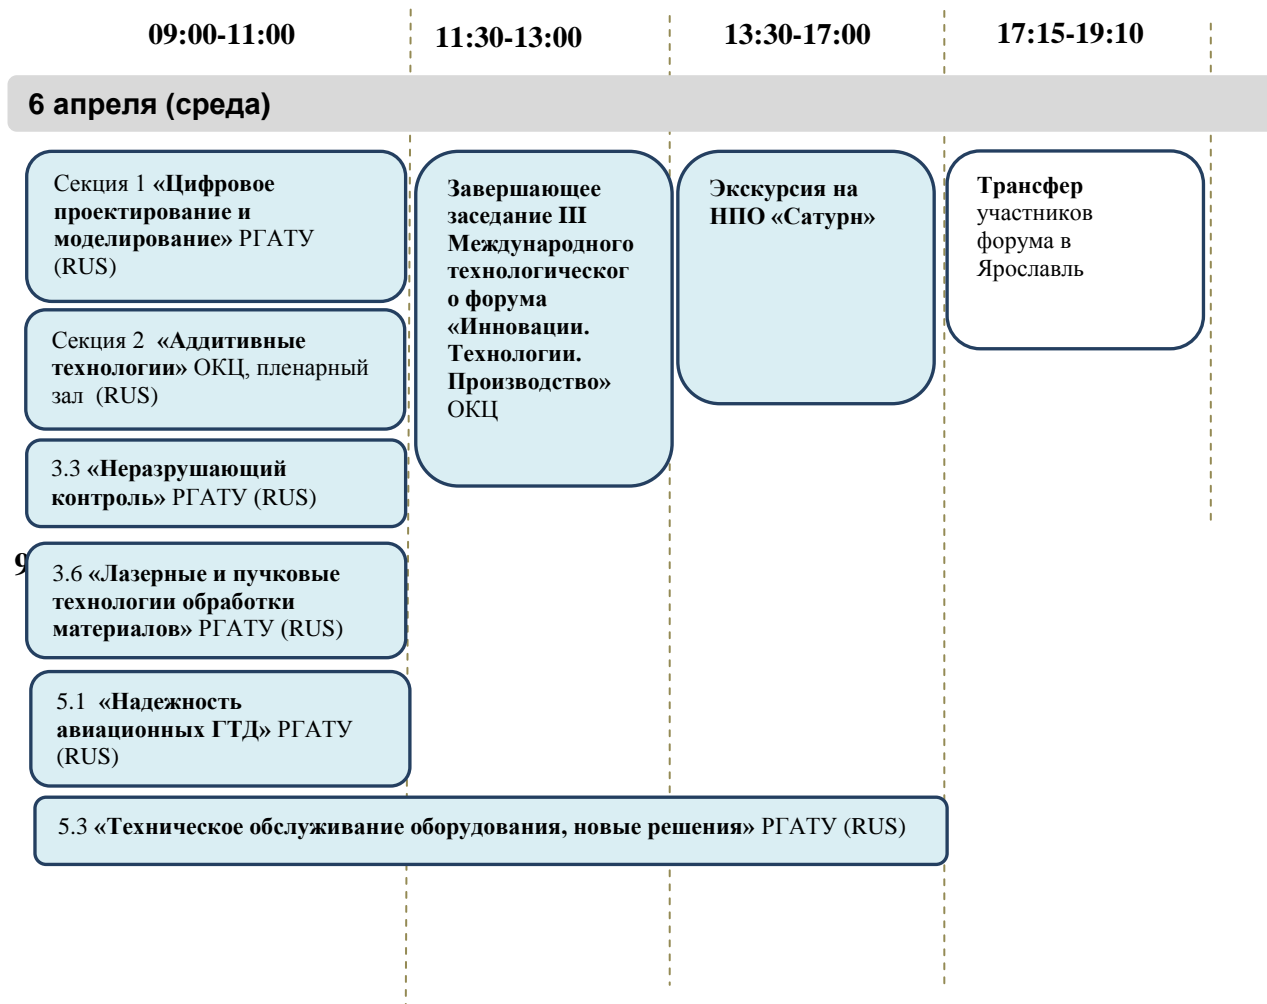 09:00-11:00
11:30-13:00
13:30-17:00
17:15-19:10
6 апреля (среда)
Секция 1 «Цифровое
проектирование и
моделирование» РГАТУ
(RUS)
Секция 2 «Аддитивные
технологии» ОКЦ, пленарный
зал (RUS)
3.3 «Неразрушающий
контроль» РГАТУ (RUS)
9
3.6 «Лазерные и пучковые
технологии обработки
материалов» РГАТУ (RUS)
5.1 «Надежность
авиационных ГТД» РГАТУ
(RUS)
5.3 «Техническое обслуживание оборудования, новые решения» РГАТУ (RUS)
Завершающее
заседание III
Международного
технологическог
о форума
«Инновации.
Технологии.
Производство»
ОКЦ
Экскурсия на
НПО «Сатурн»
Трансфер
участников
форума в
Ярославль